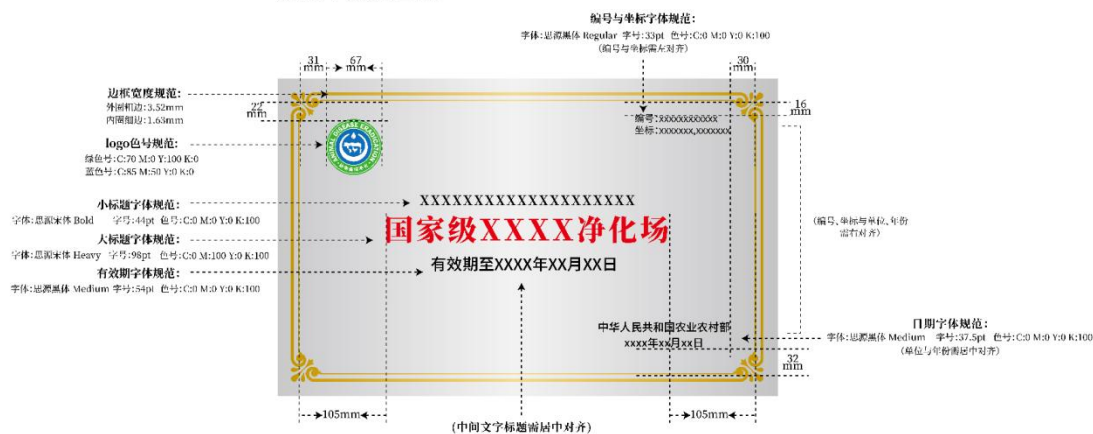 编号与坐标字体规范：
字体：思源黑体 Regular 字号：33pt 色号：C:0 M:0 Y:0 K:100
（编号与坐标需左对齐）
31 mm
67 mm
30 mm
边框宽度规范：
外围粗边：3.52mm
内圈细边：1.63mm
22 mm
16 mm
编号：xxxxxxxxxxxx
坐标：xxxxxxx,xxxxxxx
ANIMAL DISEASE ERADICATION
logo色号规范：
绿色号：C:70 M:0 Y:100 K:0
蓝色号：C:85 M:50 Y:0 K:0
小标题字体规范：
字体：思源宋体 Bold 字号：44pt 色号：C:0 M:0 Y:0 K:100
XXXXXXXXXXXXXXXXXXXX
大标题字体规范：
字体：思源宋体 Heavy 字号：98pt 色号：C:0 M:100 Y:0 K:100
国家级XXXX净化场
（编号、坐标与单位、年份
需右对齐）
有效期字体规范：
字体：思源黑体 Medium 字号：54pt 色号：C:0 M:0 Y:0 K:100
有效期至XXXX年XX月XX日
中华人民共和国农业农村部
xxxx年xx月xx日
日期字体规范：
字体：思源黑体 Medium 字号：37.5pt 色号：C:0 M:0 Y:0 K:100
（单位与年份需居中对齐）
32 mm
105mm
105mm
(中间文字标题需居中对齐)